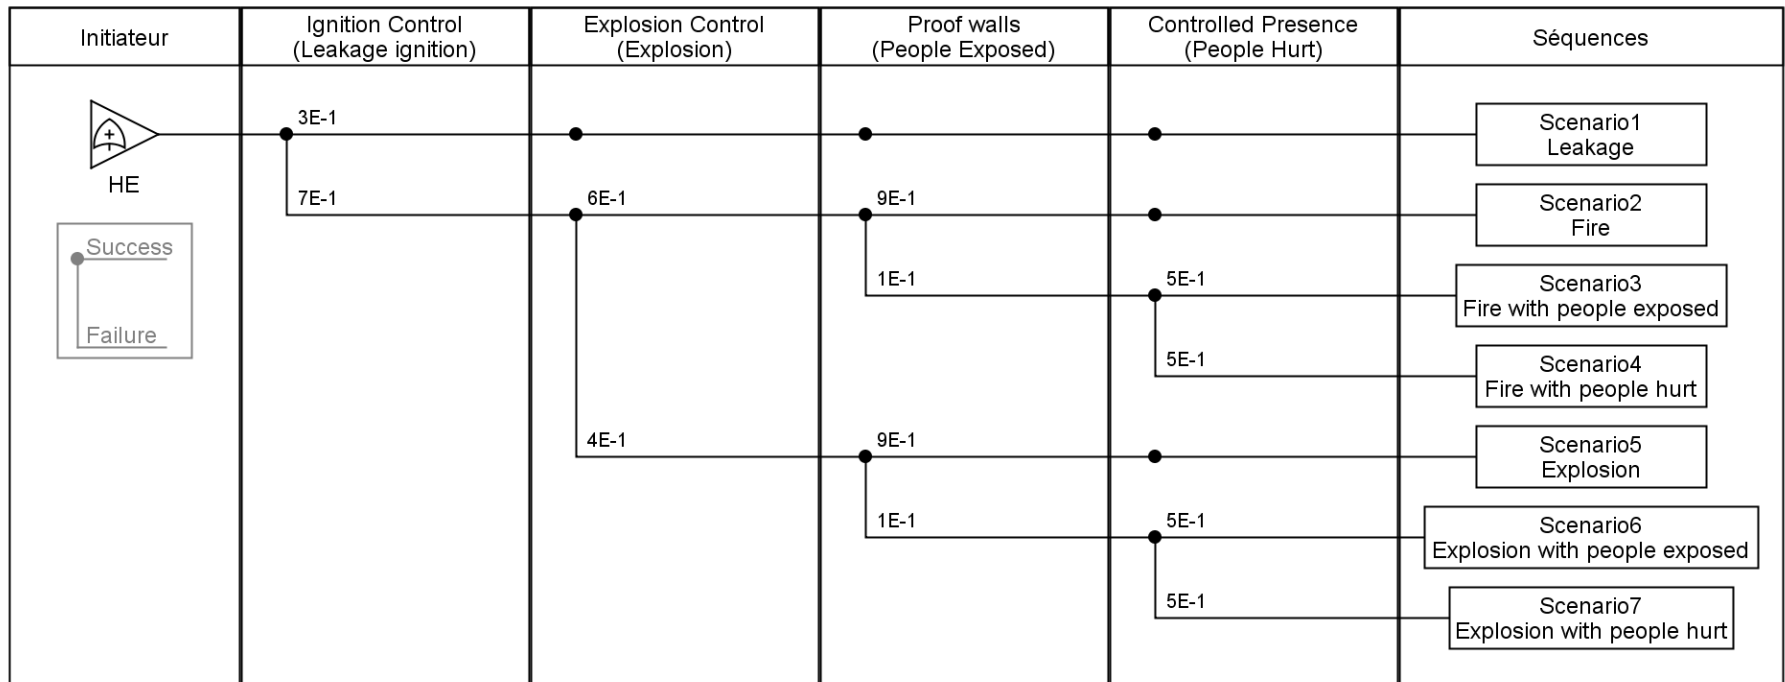 Initiateur
Ignition Control
(Leakage ignition)
Explosion Control
(Explosion)
Proof walls
(People Exposed)
Controlled Presence
(People Hurt)
Séquences
HE
Success
Failure
3E-1
Scenario1
Leakage
7E-1
6E-1
9E-1
Scenario2
Fire
1E-1
5E-1
Scenario3
Fire with people exposed
5E-1
Scenario4
Fire with people hurt
4E-1
9E-1
Scenario5
Explosion
1E-1
5E-1
Scenario6
Explosion with people exposed
5E-1
Scenario7
Explosion with people hurt